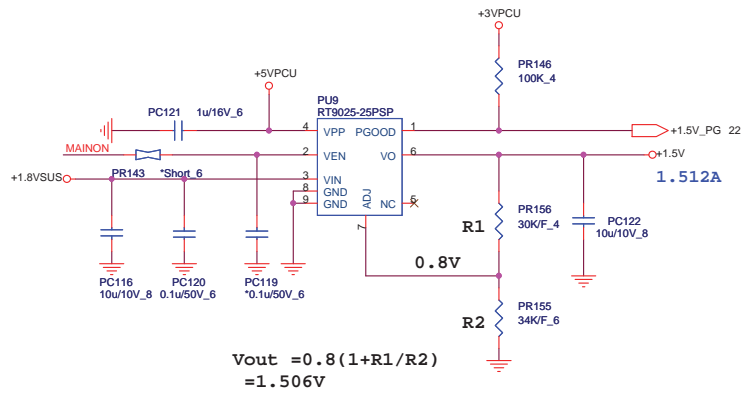 +3VPCU
PR146
100K_4
+5VPCU
PC121
1u/16V_6
PU9
RT9025-25PSP
4
VPP
PGOOD
1
+1.5V_PG 22
MAINON
2
VEN
VO
6
+1.5V
PR143
*Short_6
1.512A
+1.8VSUS
3
VIN
8
GND
9
GND
ADJ
NC
5
7
R1
PR156
30K/F_4
PC122
10u/10V_8
0.8V
PC116
10u/10V_8
PC120
0.1u/50V_6
PC119
*0.1u/50V_6
R2
PR155
34K/F_6
Vout =0.8(1+R1/R2)
=1.506V